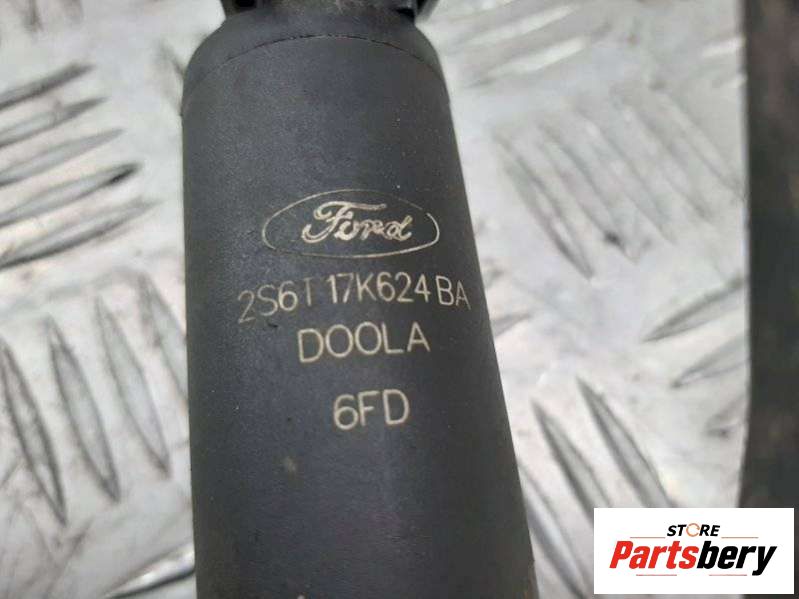 Ford
2S6T 17K624 BA
DOOLA
6FD
STORE
Partsbery